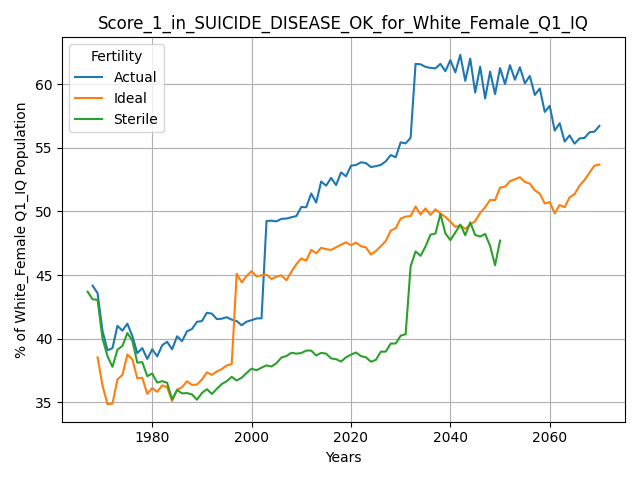 Score_1_in_SUICIDE_DISEASE_OK_for_White_Female_Q1_IQ
Fertility
Actual
Ideal
Sterile
% of White_Female Q1_IQ Population
60
55
50
45
40
35
1980
2000
2020
2040
2060
Years